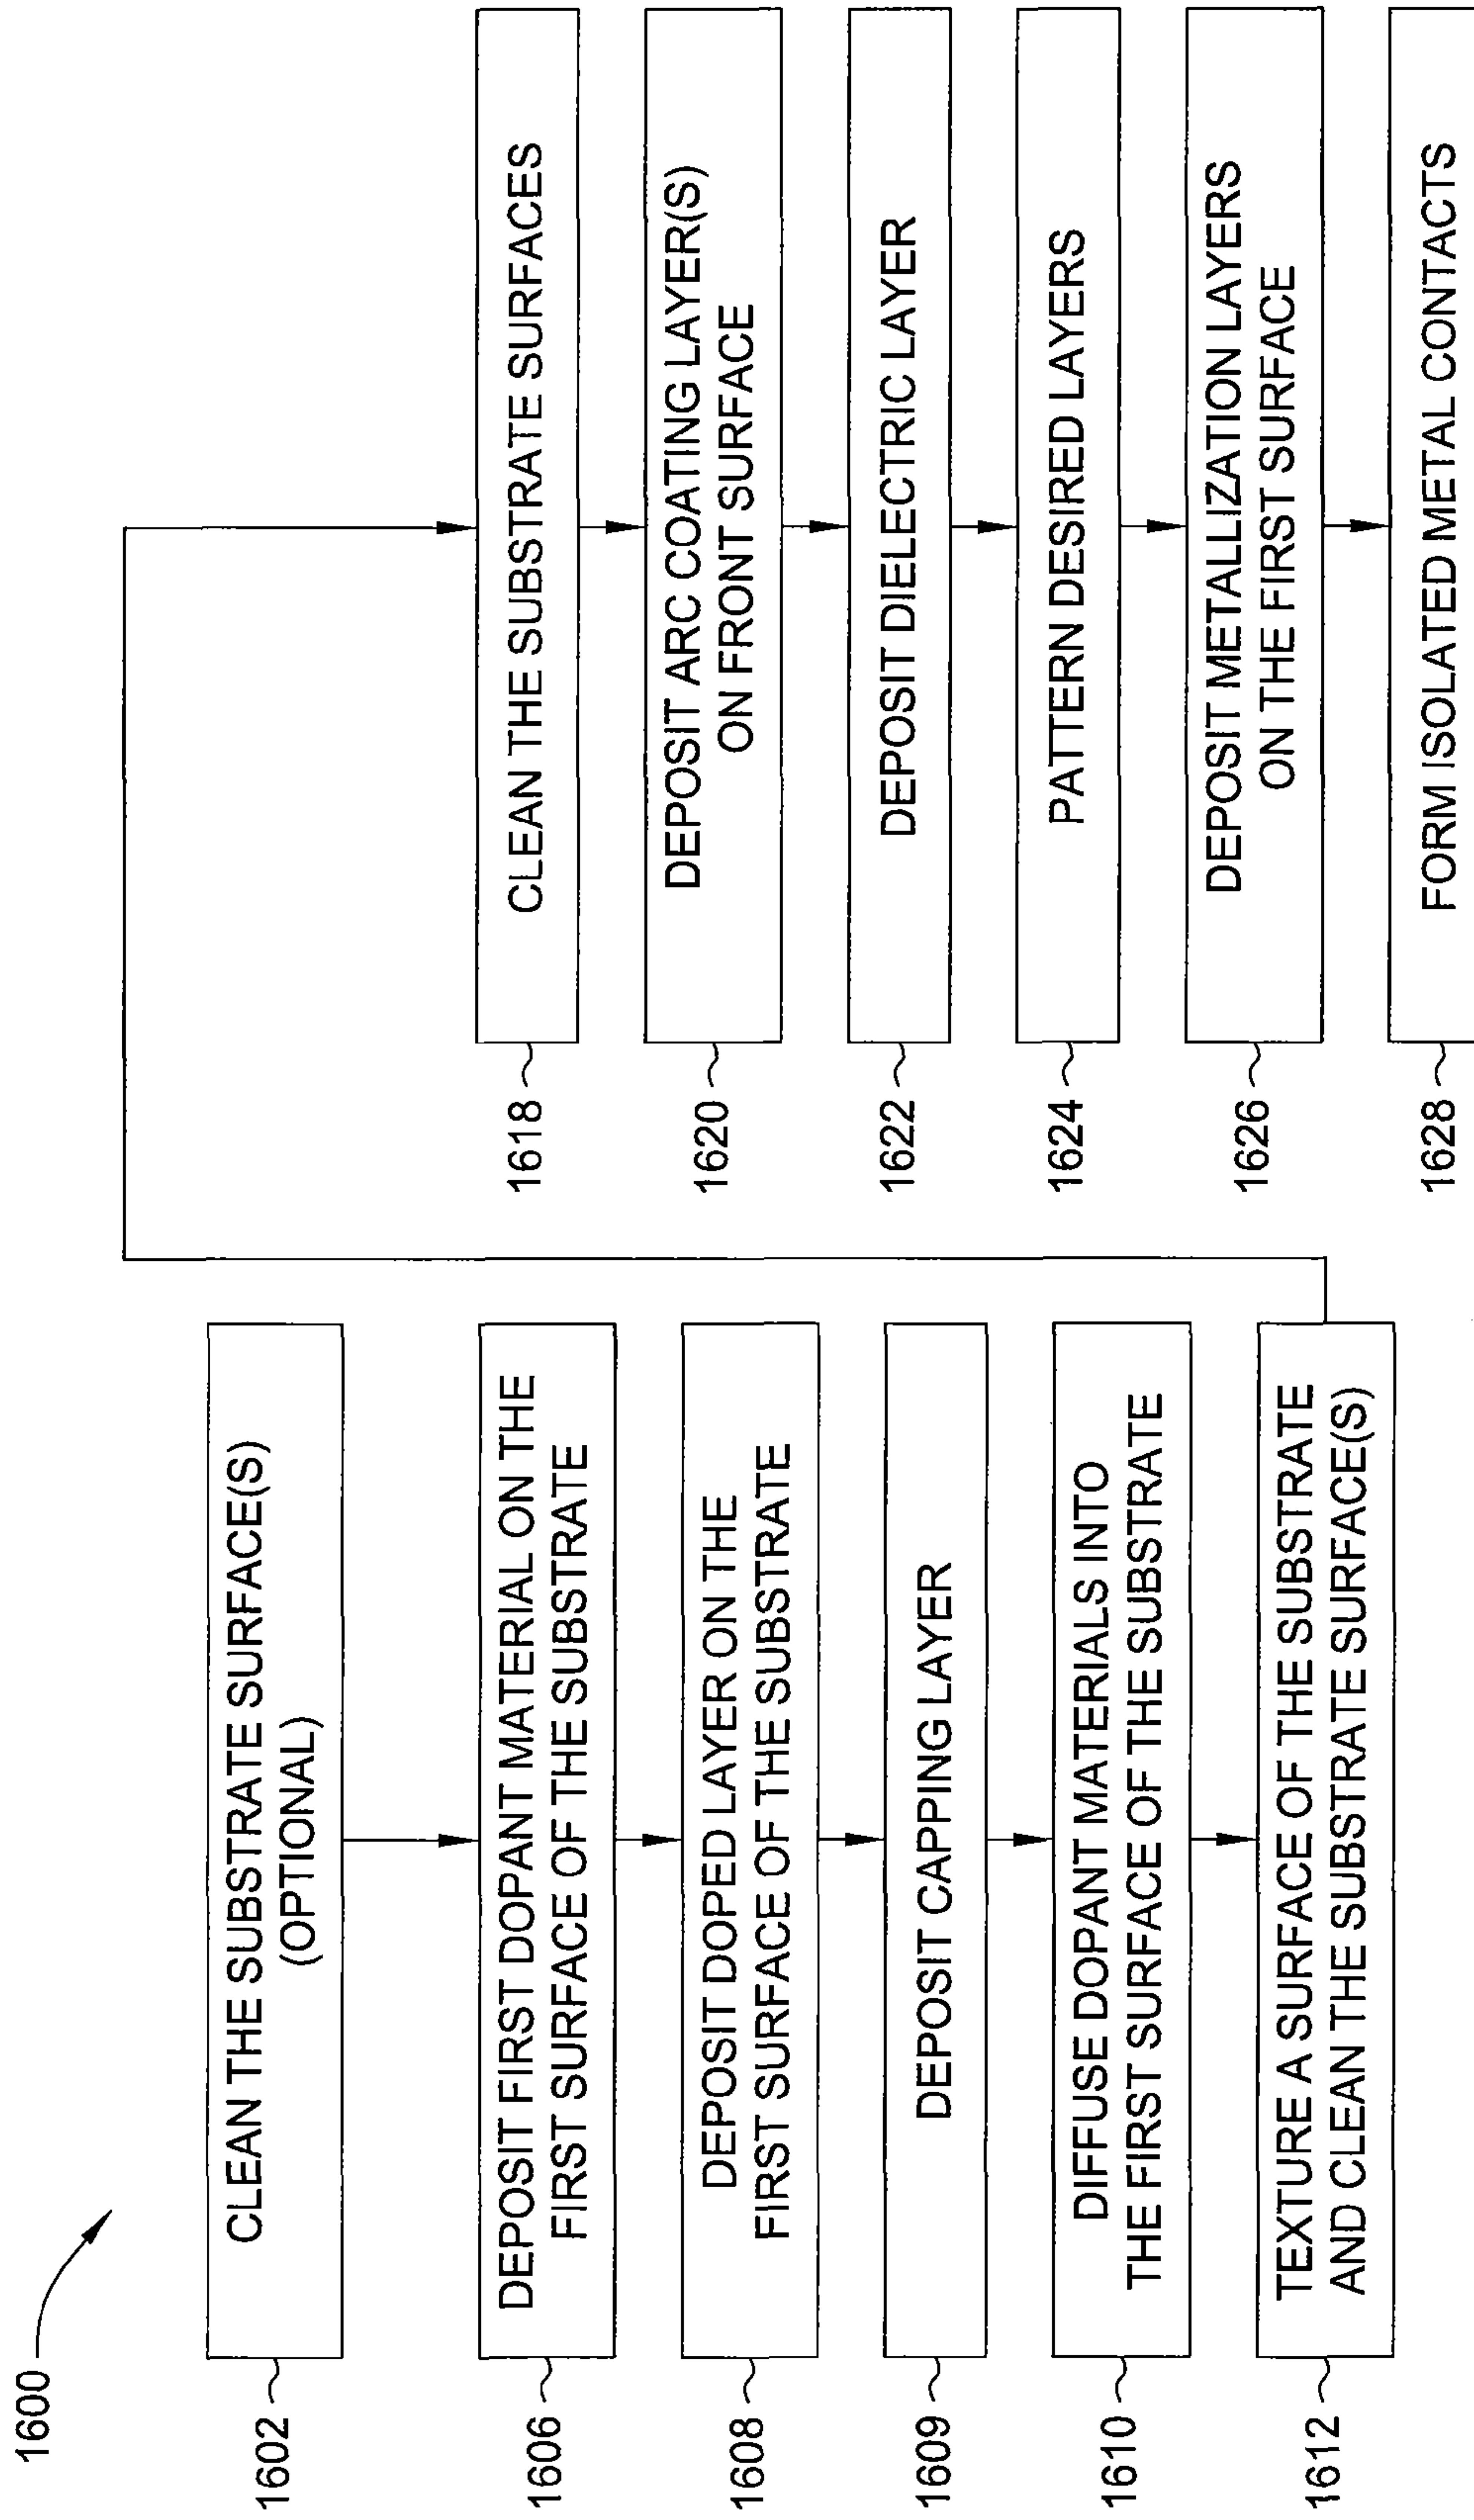 1600
1602
CLEAN THE SUBSTRATE SURFACE(S)
(OPTIONAL)
1606
DEPOSIT FIRST DOPANT MATERIAL ON THE
FIRST SURFACE OF THE SUBSTRATE
1608
DEPOSIT DOPED LAYER ON THE
FIRST SURFACE OF THE SUBSTRATE
1609
DEPOSIT CAPPING LAYER
1610
DIFFUSE DOPANT MATERIALS INTO
THE FIRST SURFACE OF THE SUBSTRATE
1612
TEXTURE A SURFACE OF THE SUBSTRATE
AND CLEAN THE SUBSTRATE SURFACE(S)
1618
CLEAN THE SUBSTRATE SURFACES
1620
DEPOSIT ARC COATING LAYER(S)
ON FRONT SURFACE
1622
DEPOSIT DIELECTRIC LAYER
1624
PATTERN DESIRED LAYERS
1626
DEPOSIT METALLIZATION LAYERS
ON THE FIRST SURFACE
1628
FORM ISOLATED METAL CONTACTS